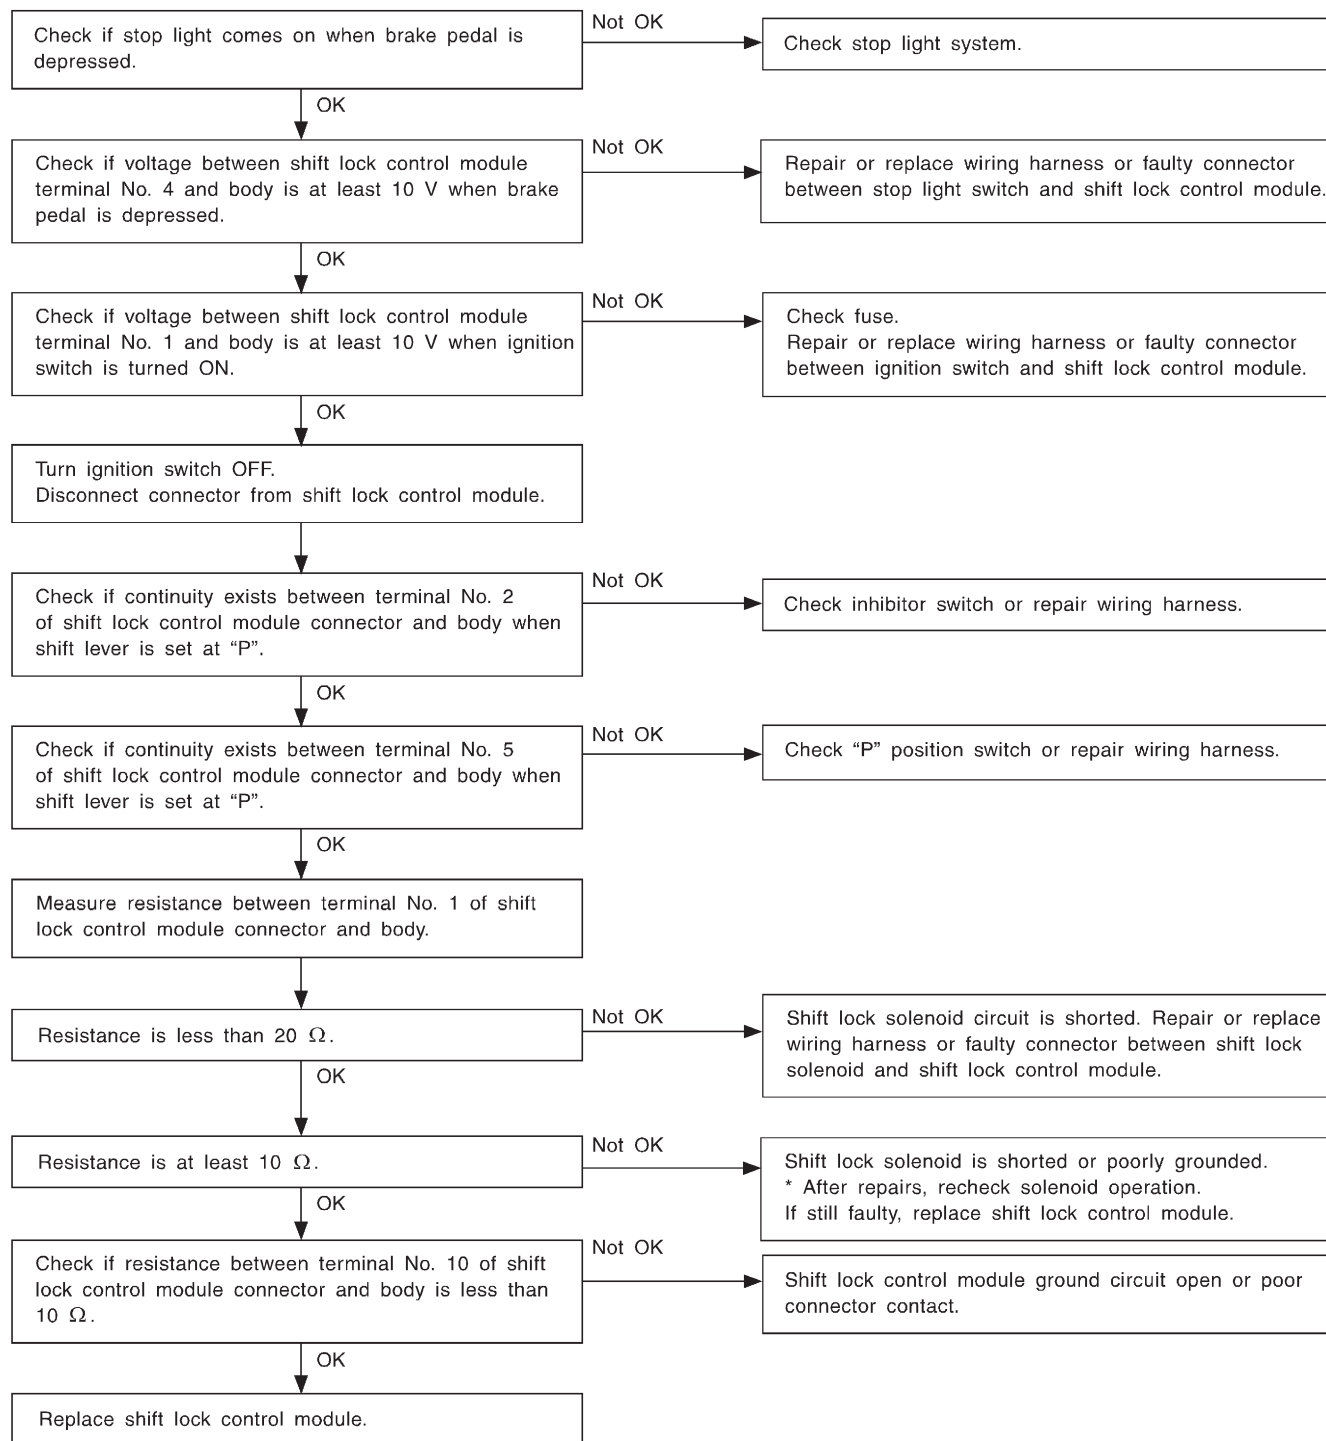 Check if stop light comes on when brake pedal is
depressed.
Not OK
Check stop light system.
OK
Check if voltage between shift lock control module
terminal No. 4 and body is at least 10 V when brake
pedal is depressed.
Not OK
Repair or replace wiring harness or faulty connector
between stop light switch and shift lock control module.
OK
Check if voltage between shift lock control module
terminal No. 1 and body is at least 10 V when ignition
switch is turned ON.
Not OK
Check fuse.
Repair or replace wiring harness or faulty connector
between ignition switch and shift lock control module.
OK
Turn ignition switch OFF.
Disconnect connector from shift lock control module.
Check if continuity exists between terminal No. 2
of shift lock control module connector and body when
shift lever is set at “P”.
Not OK
Check inhibitor switch or repair wiring harness.
OK
Check if continuity exists between terminal No. 5
of shift lock control module connector and body when
shift lever is set at “P”.
Not OK
Check “P” position switch or repair wiring harness.
OK
Measure resistance between terminal No. 1 of shift
lock control module connector and body.
Resistance is less than 20 Ω.
Not OK
Shift lock solenoid circuit is shorted. Repair or replace
wiring harness or faulty connector between shift lock
solenoid and shift lock control module.
OK
Resistance is at least 10 Ω.
Not OK
Shift lock solenoid is shorted or poorly grounded.
* After repairs, recheck solenoid operation.
If still faulty, replace shift lock control module.
OK
Check if resistance between terminal No. 10 of shift
lock control module connector and body is less than
10 Ω.
Not OK
Shift lock control module ground circuit open or poor
connector contact.
OK
Replace shift lock control module.